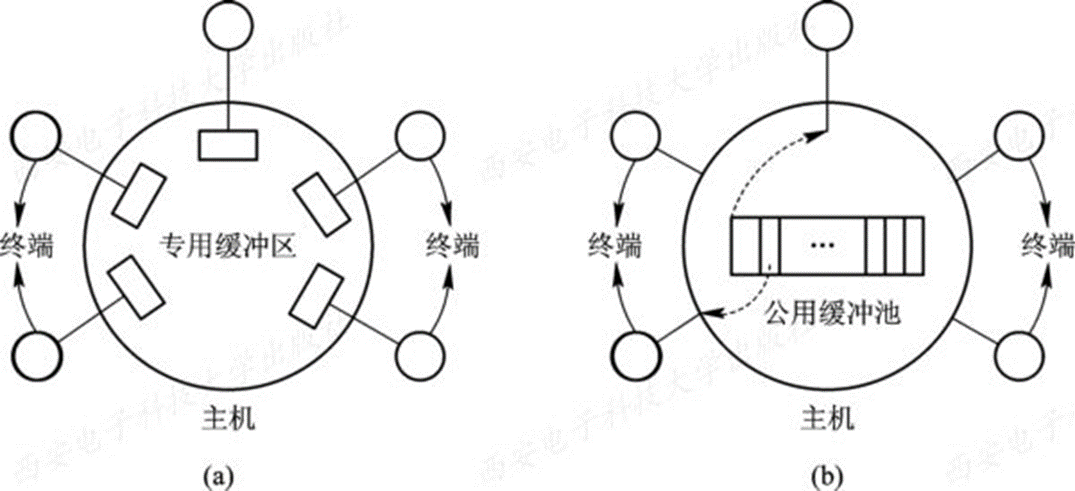 终端
专用缓冲区
终端
主机
(a)
终端
...
公用缓冲池
终端
主机
(b)
西安电子科技大学出版社
西安电子科技大学出版社
西安电子科技大学出版社
西安电子科技大学出版社